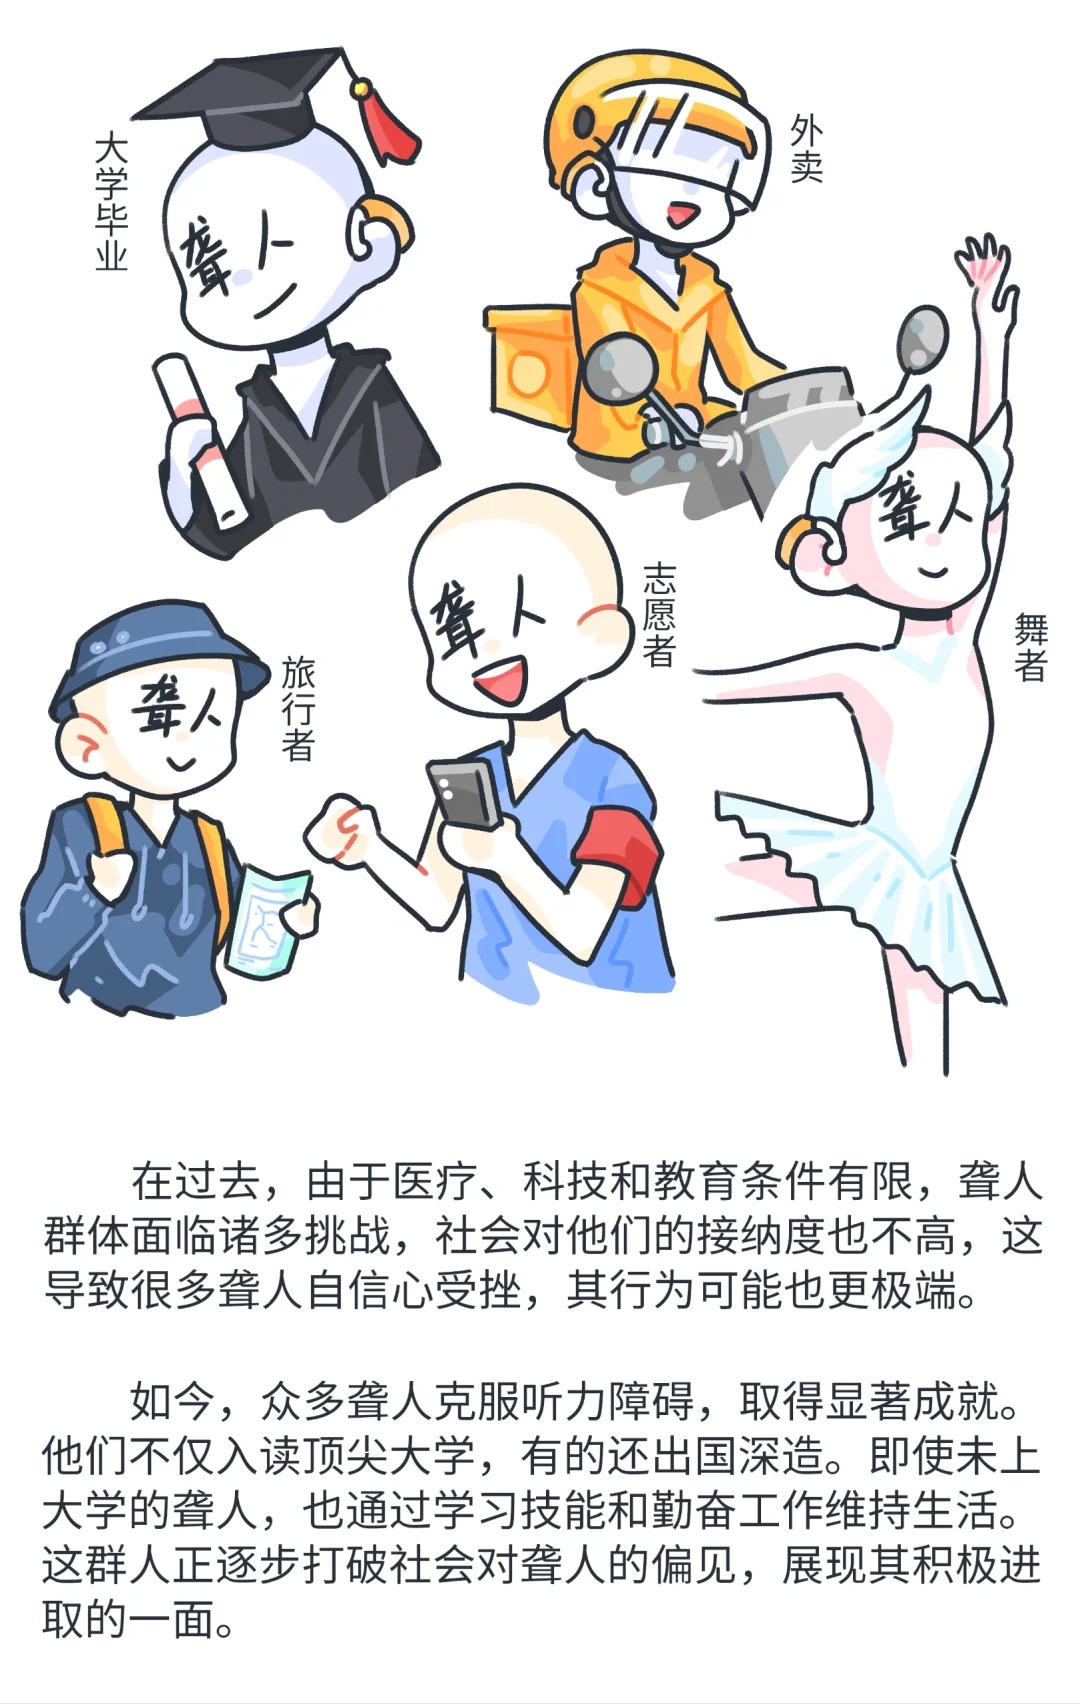 大学毕业
外卖
聋人
聋人
舞者
聋人
志愿者
聋人
旅行者
在过去，由于医疗、科技和教育条件有限，聋人
群体面临诸多挑战，社会对他们的接纳度也不高，这
导致很多聋人自信心受挫，其行为可能也更极端。
如今，众多聋人克服听力障碍，取得显著成就。
他们不仅入读顶尖大学，有的还出国深造。即使未上
大学的聋人，也通过学习技能和勤奋工作维持生活。
这群人正逐步打破社会对聋人的偏见，展现其积极进
取的一面。